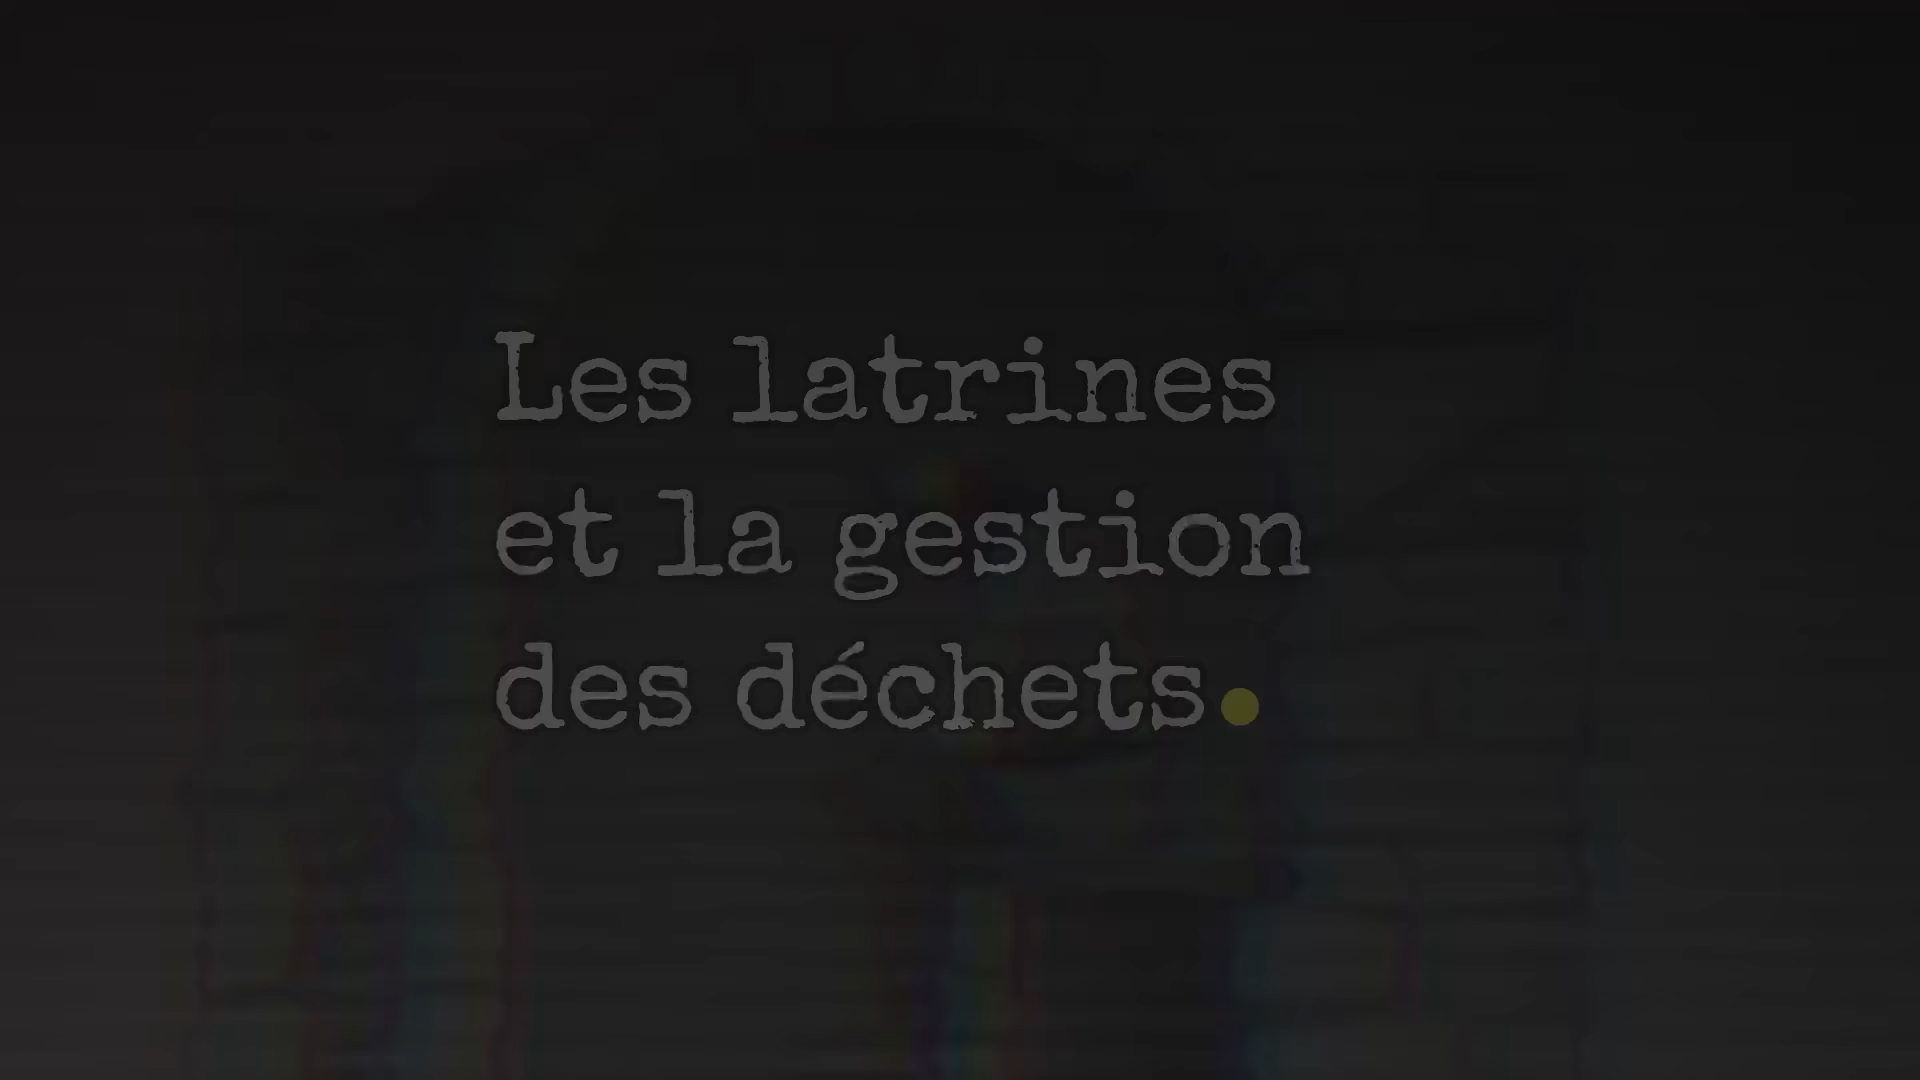 Les latrines
et la gestion
des déchets.